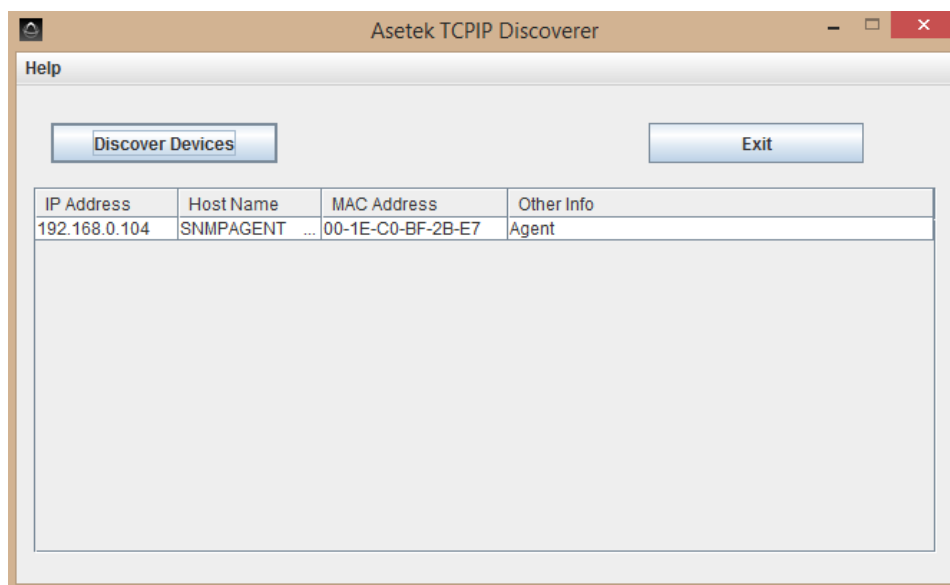 Asetek TCPIP Discoverer
Help
Discover Devices Exit
IP Address Host Name MAC Address Other Info
192.168.0.104 SNMPAGENT ... 00-1E-C0-BF-2B-E7 Agent